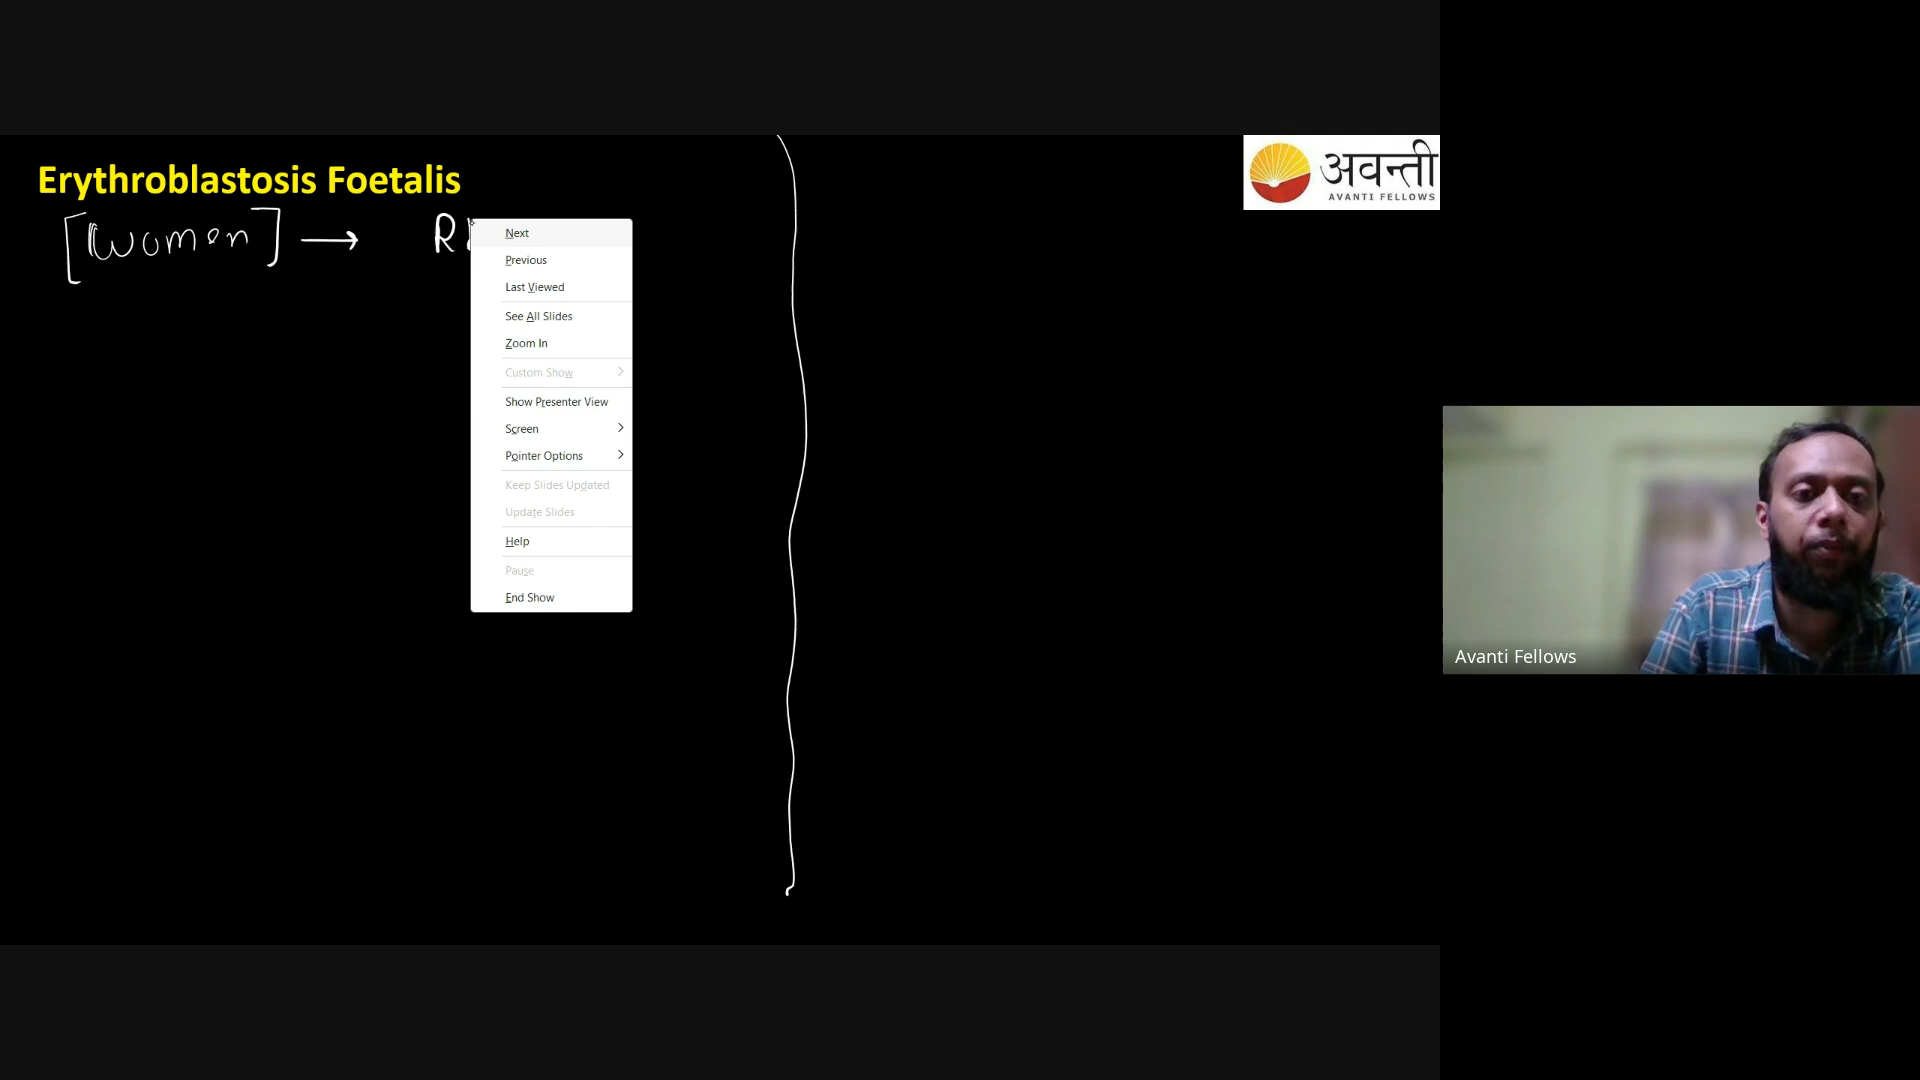 Erythroblastosis Foetalis
[Women] → R
अवन्ती
AVANTI FELLOWS
Next
Previous
Last Viewed
See All Slides
Zoom In
Custom Show
Show Presenter View
Screen
Pointer Options
Keep Slides Updated
Update Slides
Help
Pause
End Show
Avanti Fellows